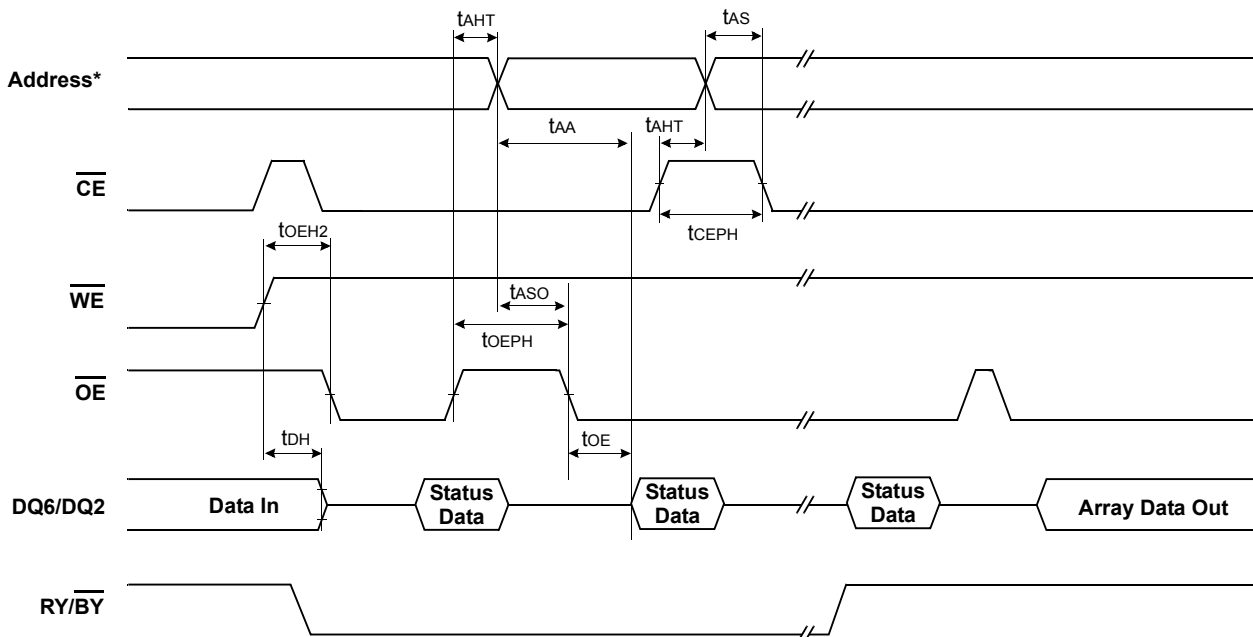 tAHT
tAS
Address*
tAA
tAHT
CE
tOEH2
tCEPH
WE
tASO
tOEPH
OE
tDH
tOE
DQ6/DQ2
Data In
Status
Data
Status
Data
Status
Data
Array Data Out
RY/BY